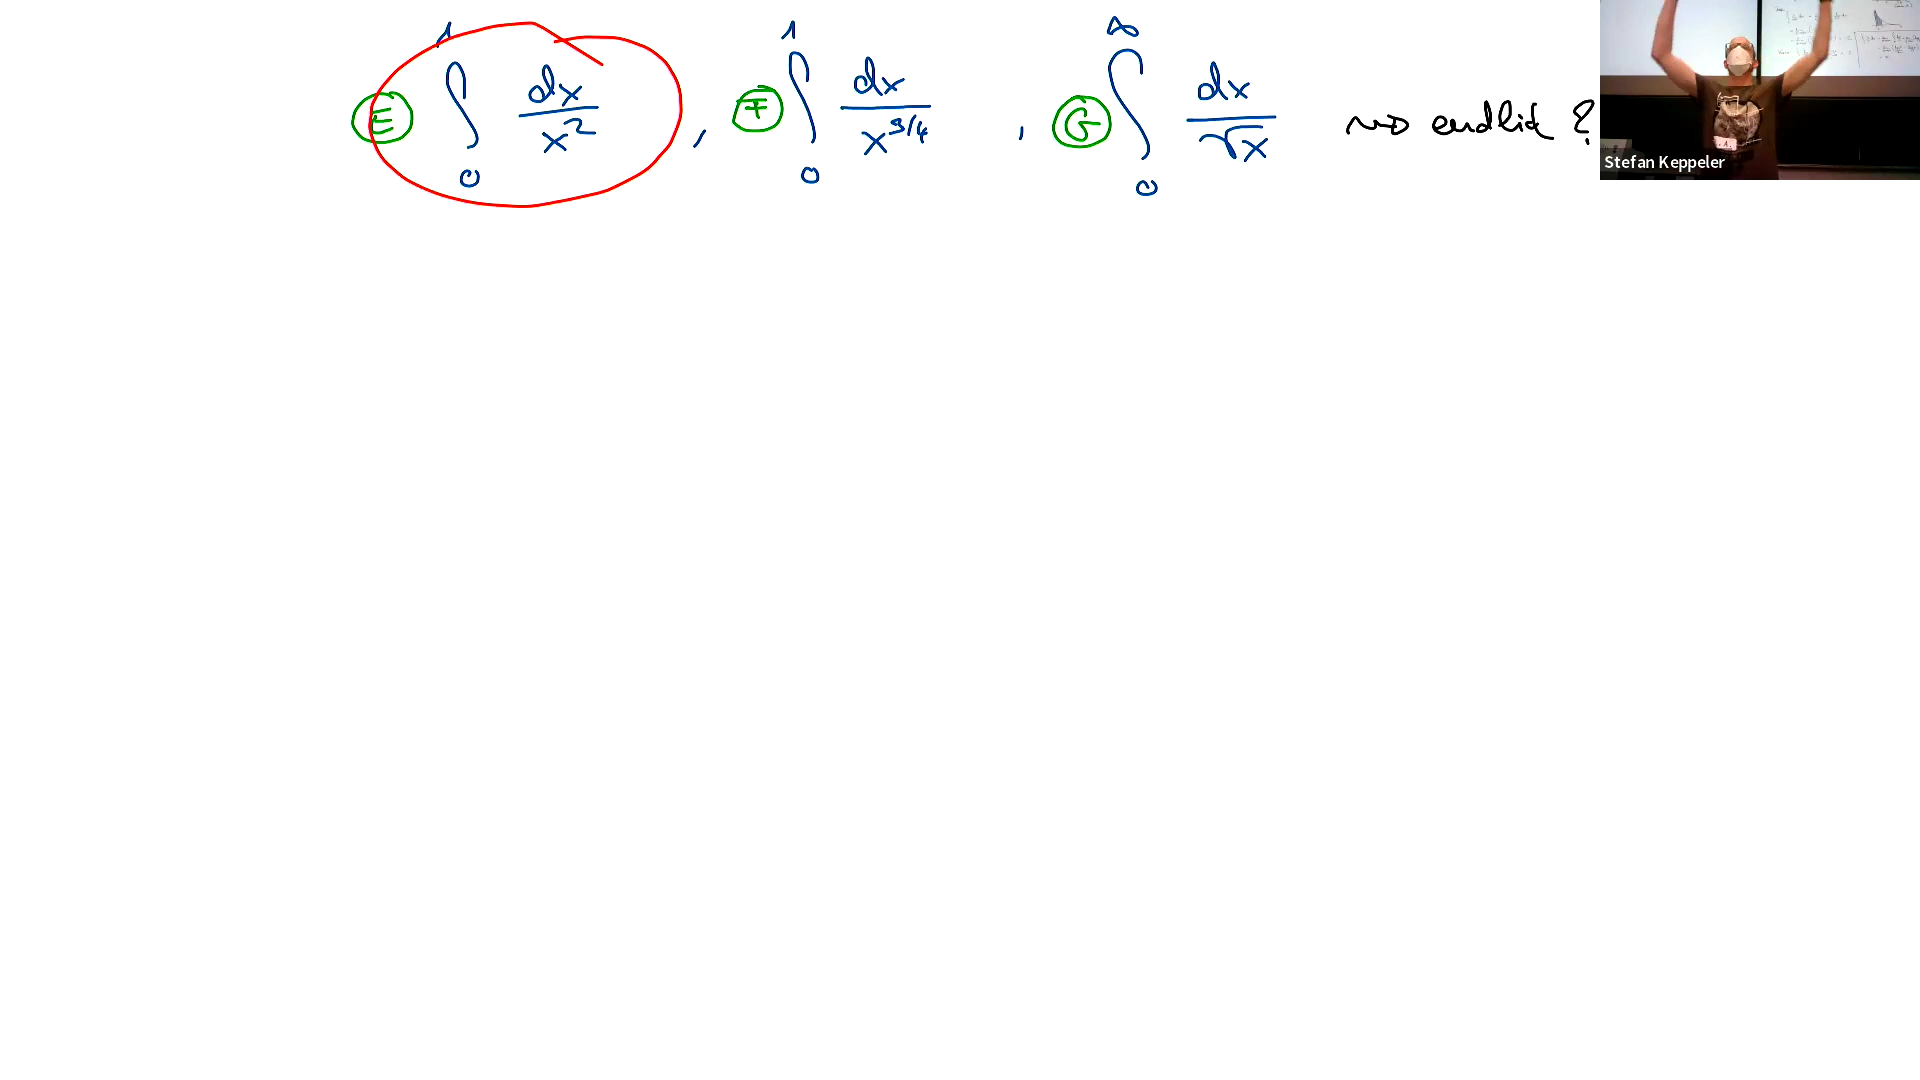 Ⓔ ∫₀¹ dx/x² , Ⓕ ∫₀¹ dx/x^{3/4} , Ⓖ ∫₀^∞ dx/√x ⇝ endlich ?
Stefan Keppeler